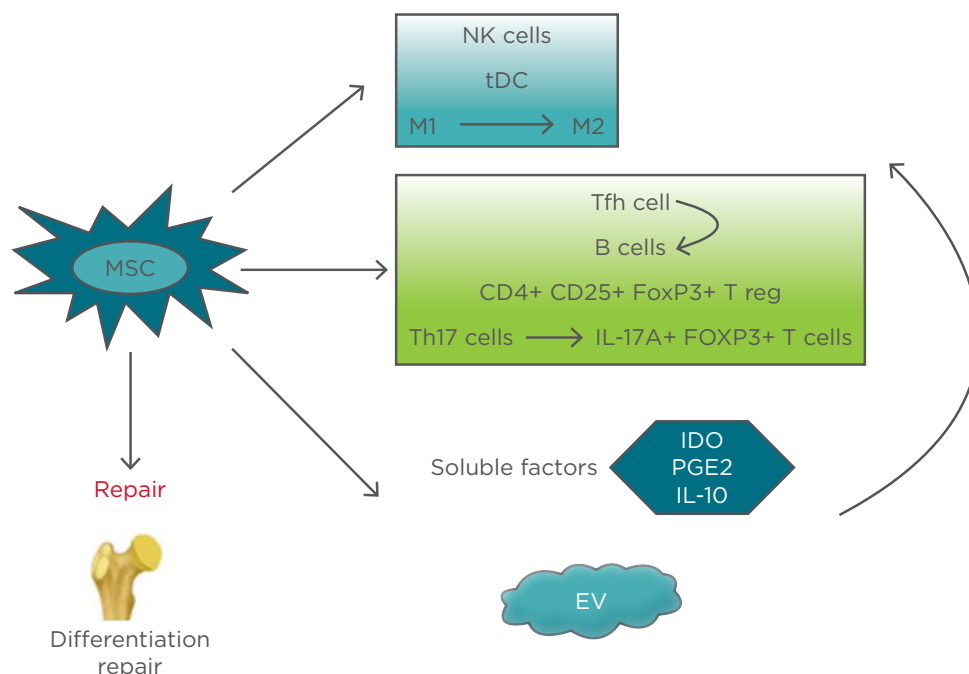 NK cells
tDC
M1 M2
Tfh cell
B cells
CD4+ CD25+ FoxP3+ T reg
Th17 cells IL-17A+ FOXP3+ T cells
MSC
Soluble factors
IDO
PGE2
IL-10
EV
Repair
Differentiation
repair